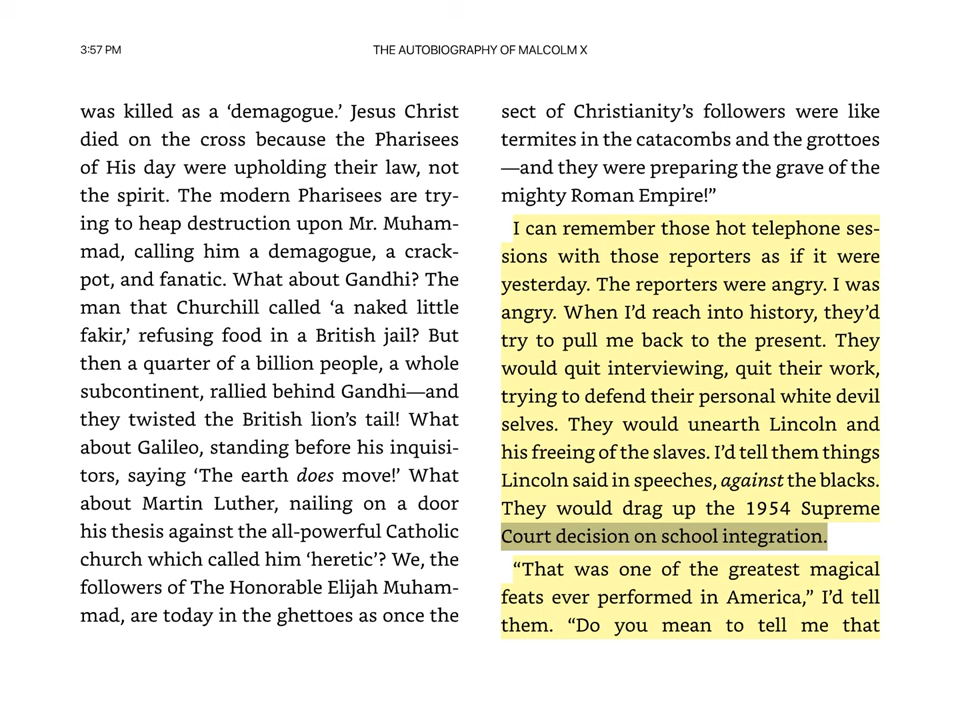 3:57 PM
THE AUTOBIOGRAPHY OF MALCOLM X
was killed as a ‘demagogue.’ Jesus Christ
died on the cross because the Pharisees
of His day were upholding their law, not
the spirit. The modern Pharisees are try-
ing to heap destruction upon Mr. Muham-
mad, calling him a demagogue, a crack-
pot, and fanatic. What about Gandhi? The
man that Churchill called ‘a naked little
fakir,’ refusing food in a British jail? But
then a quarter of a billion people, a whole
subcontinent, rallied behind Gandhi—and
they twisted the British lion’s tail! What
about Galileo, standing before his inquisi-
tors, saying ‘The earth does move!’ What
about Martin Luther, nailing on a door
his thesis against the all-powerful Catholic
church which called him ‘heretic’? We, the
followers of The Honorable Elijah Muham-
mad, are today in the ghettoes as once the
sect of Christianity’s followers were like
termites in the catacombs and the grottoes
—and they were preparing the grave of the
mighty Roman Empire!”
I can remember those hot telephone ses-
sions with those reporters as if it were
yesterday. The reporters were angry. I was
angry. When I’d reach into history, they’d
try to pull me back to the present. They
would quit interviewing, quit their work,
trying to defend their personal white devil
selves. They would unearth Lincoln and
his freeing of the slaves. I’d tell them things
Lincoln said in speeches, against the blacks.
They would drag up the 1954 Supreme
Court decision on school integration.
“That was one of the greatest magical
feats ever performed in America,” I’d tell
them. “Do you mean to tell me that